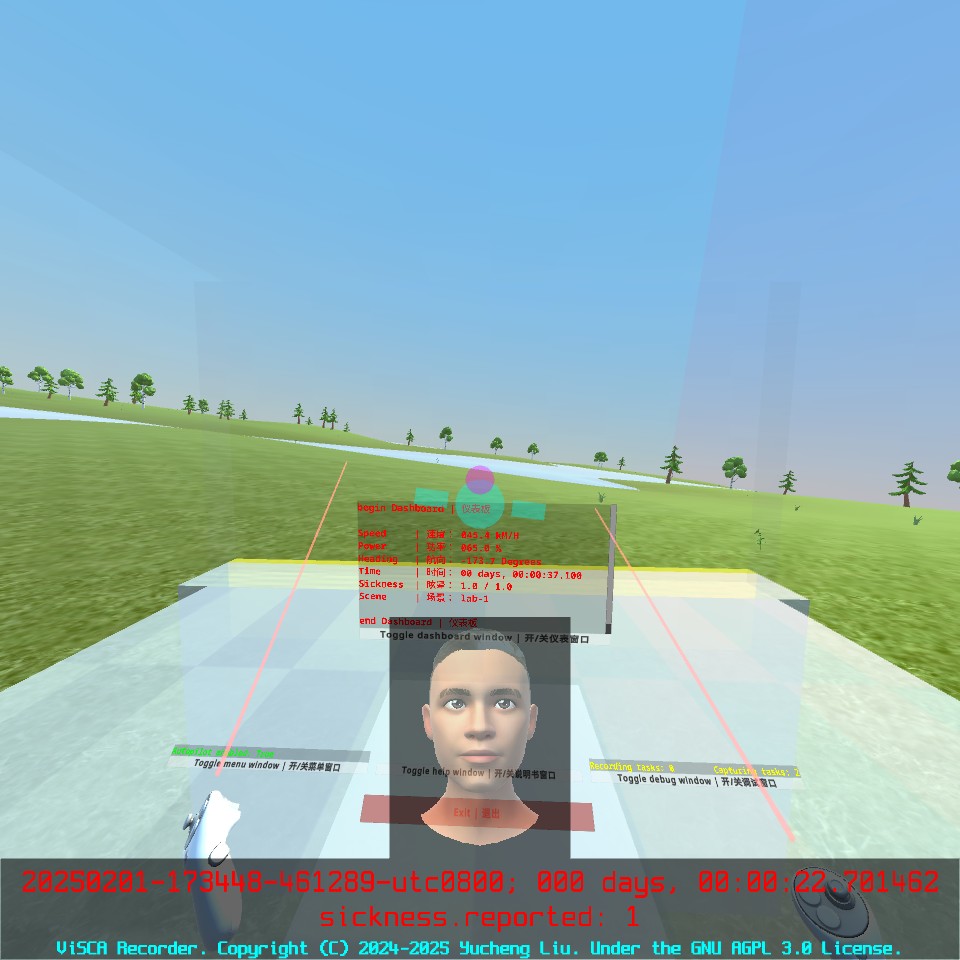 begin Dashboard | 仪表板
Speed | 速度: 045.4 kM/H
Power | 功率: 065.0 %
Heading | 航向: -173.7 Degrees
Time | 时间: 00 days, 00:00:37.100
Sickness | 眩晕: 1.0 / 1.0
Scene | 场景: lab-1
end Dashboard | 仪表板
Toggle dashboard window | 开/关仪表窗口
Toggle menu window | 开/关菜单窗口
Toggle help window | 开/关说明书窗口
Recording tasks: 0 Capturing tasks: 2
Toggle debug window | 开/关调试窗口
Exit | 退出
20250201-173448-461289-utc0800; 000 days, 00:00:22.701462
sickness.reported: 1
ViSCA Recorder. Copyright (C) 2024-2025 Yucheng Liu. Under the GNU AGPL 3.0 License.